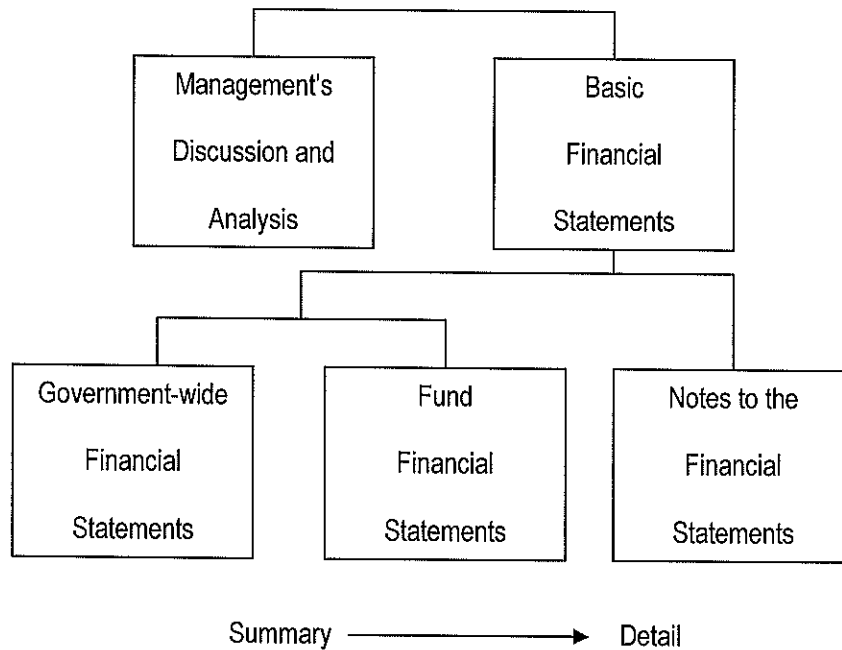 Management's
Discussion and
Analysis
Basic
Financial
Statements
Government-wide
Financial
Statements
Fund
Financial
Statements
Notes to the
Financial
Statements
Summary
Detail